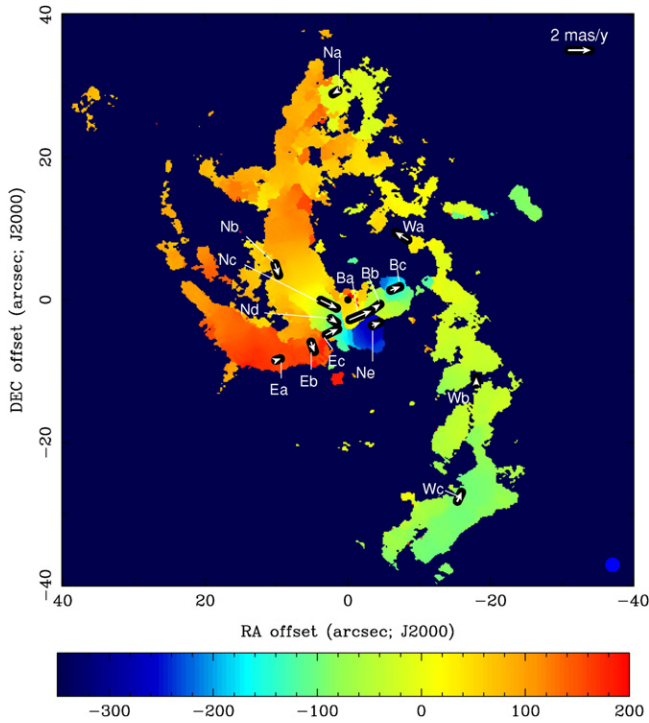 40
20
0
−20
−40
DEC offset (arcsec; J2000)
2 mas/y
Na
Nb
Wa
Nc
Ba
Bb
Bc
Nd
Ea
Eb
Ec
Ne
Wb
Wc
40
20
0
−20
−40
RA offset (arcsec; J2000)
−300
−200
−100
0
100
200